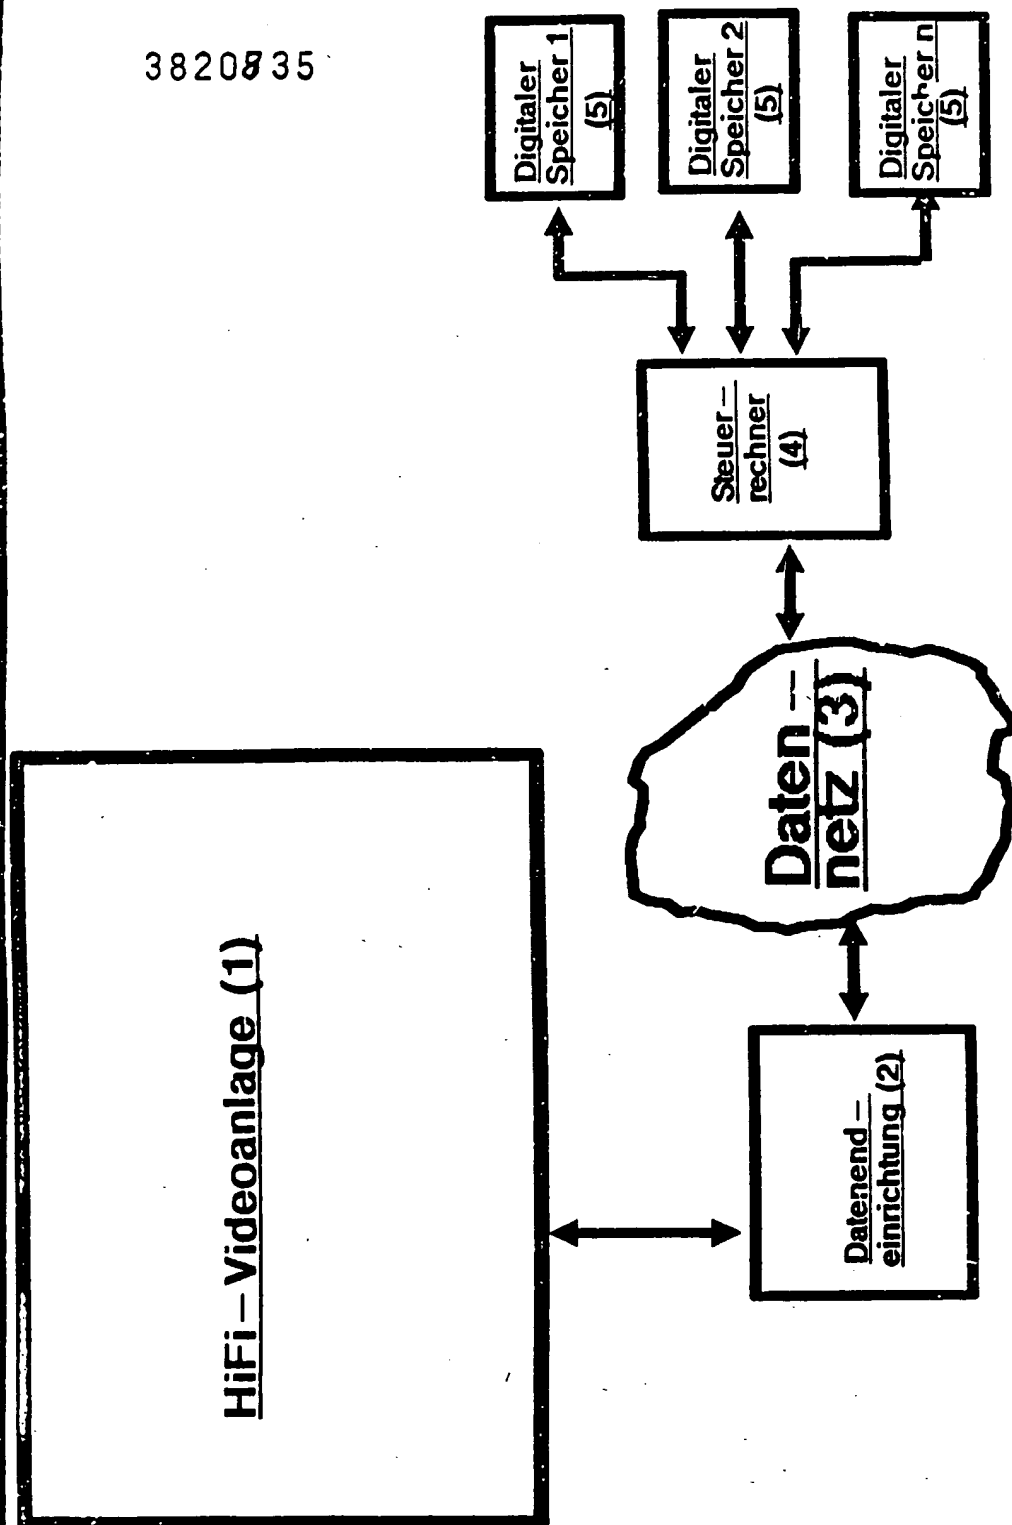 3820835
HiFi–Videoanlage (1)
Datenend–
einrichtung (2)
Daten–
netz (3)
Steuer–
rechner
(4)
Digitaler
Speicher 1
(5)
Digitaler
Speicher 2
(5)
Digitaler
Speicher n
(5)